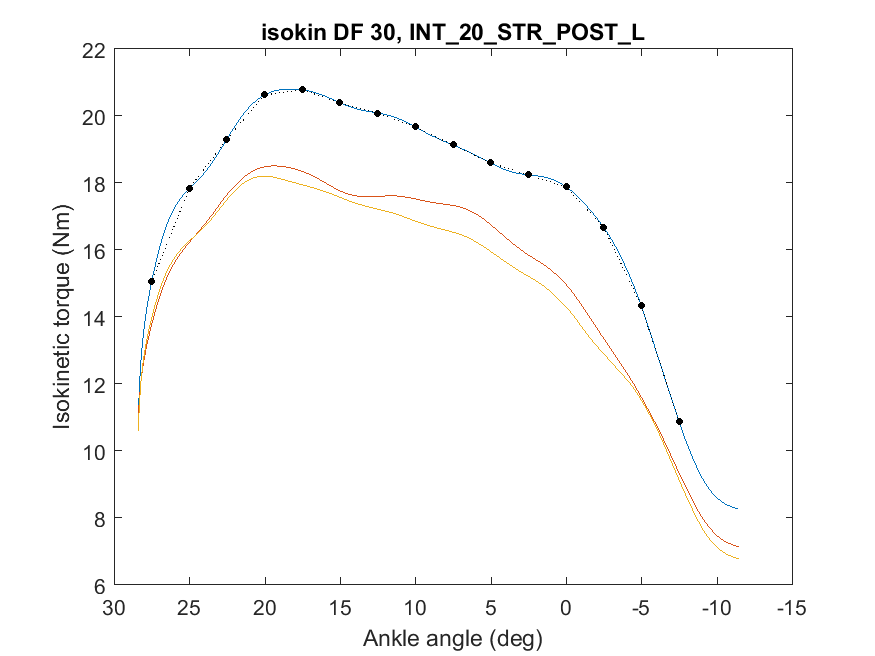 isokin DF 30, INT_20_STR_POST_L
22
20
18
16
14
12
10
8
6
Isokinetic torque (Nm)
30 25 20 15 10 5 0 -5 -10 -15
Ankle angle (deg)